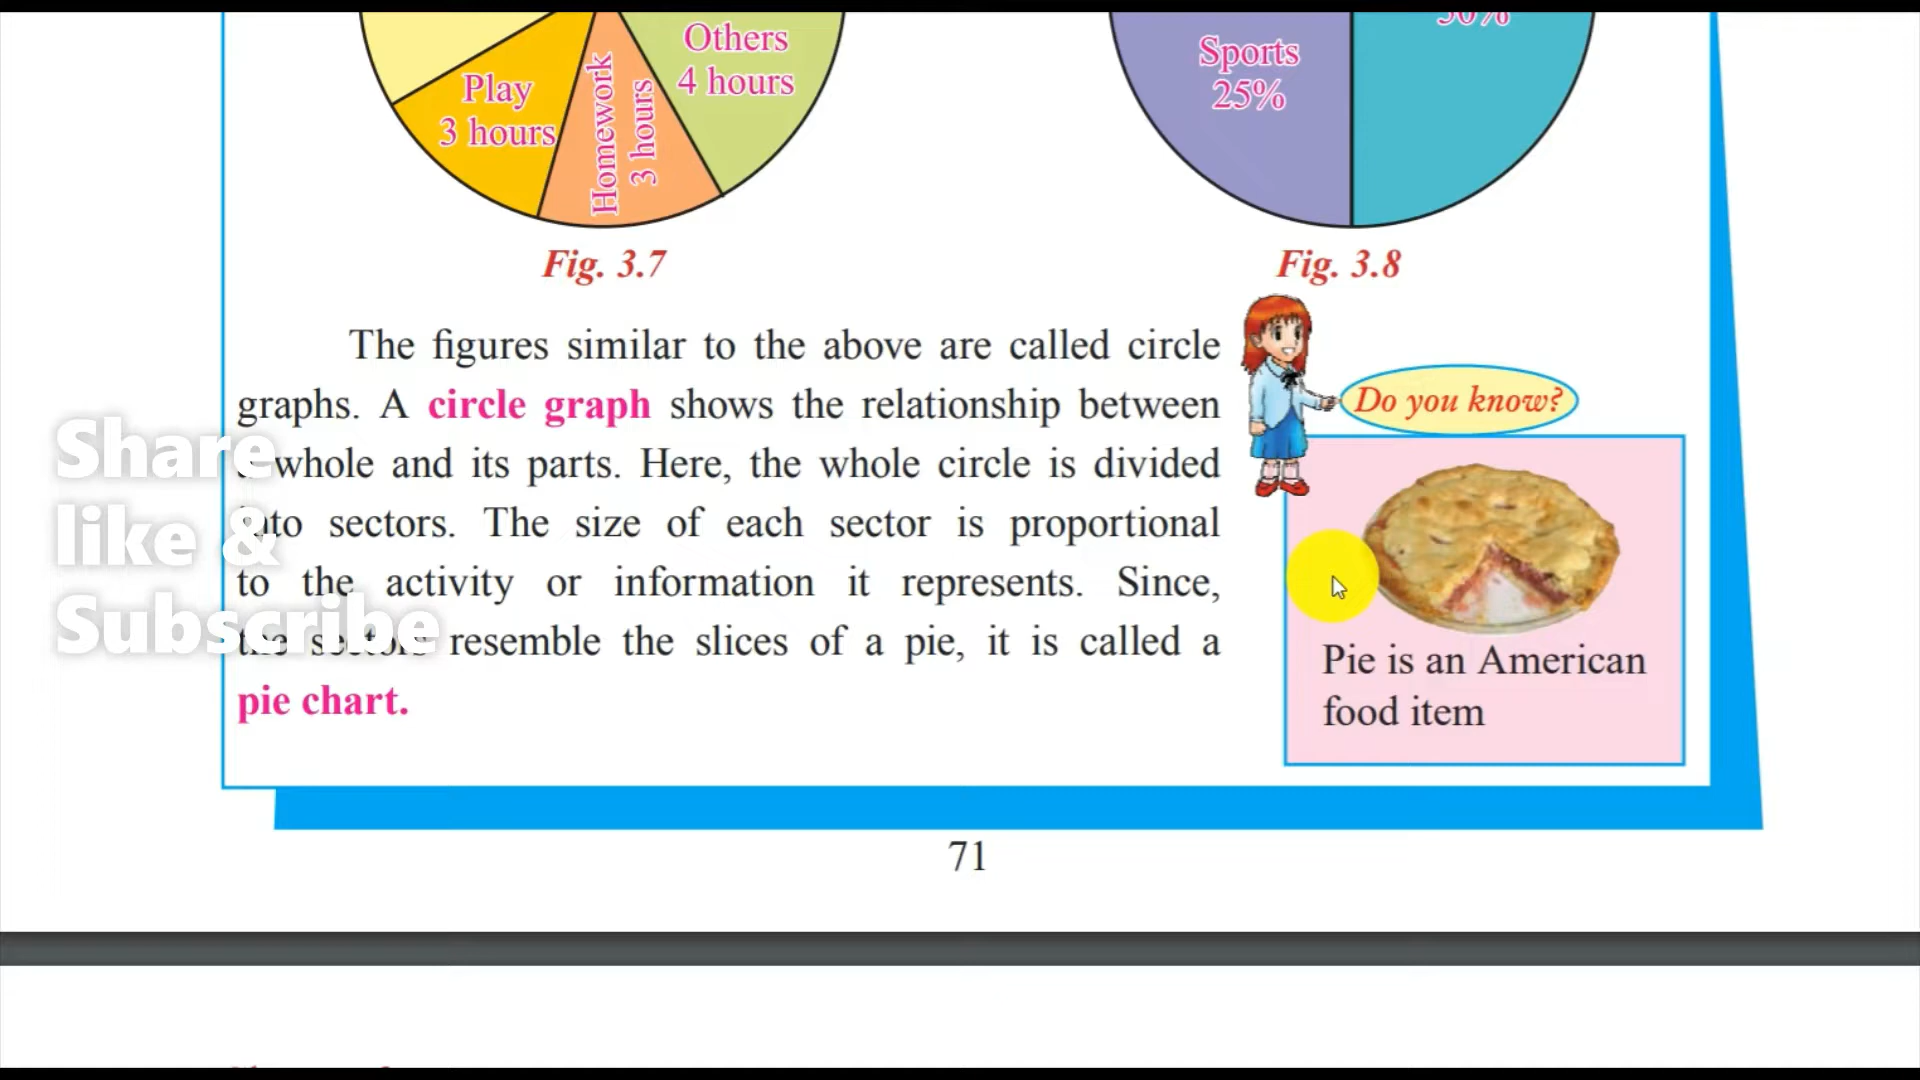 Others
4 hours
Play
3 hours
Homework
3 hours
Sports
25%
Fig. 3.7
Fig. 3.8
The figures similar to the above are called circle
graphs. A circle graph shows the relationship between
whole and its parts. Here, the whole circle is divided
into sectors. The size of each sector is proportional
to the activity or information it represents. Since,
the sectors resemble the slices of a pie, it is called a
pie chart.
Do you know?
Pie is an American
food item
71
Share
like &
Subscribe